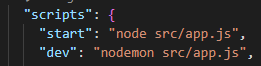 "scripts": {
"start": "node src/app.js",
"dev": "nodemon src/app.js",